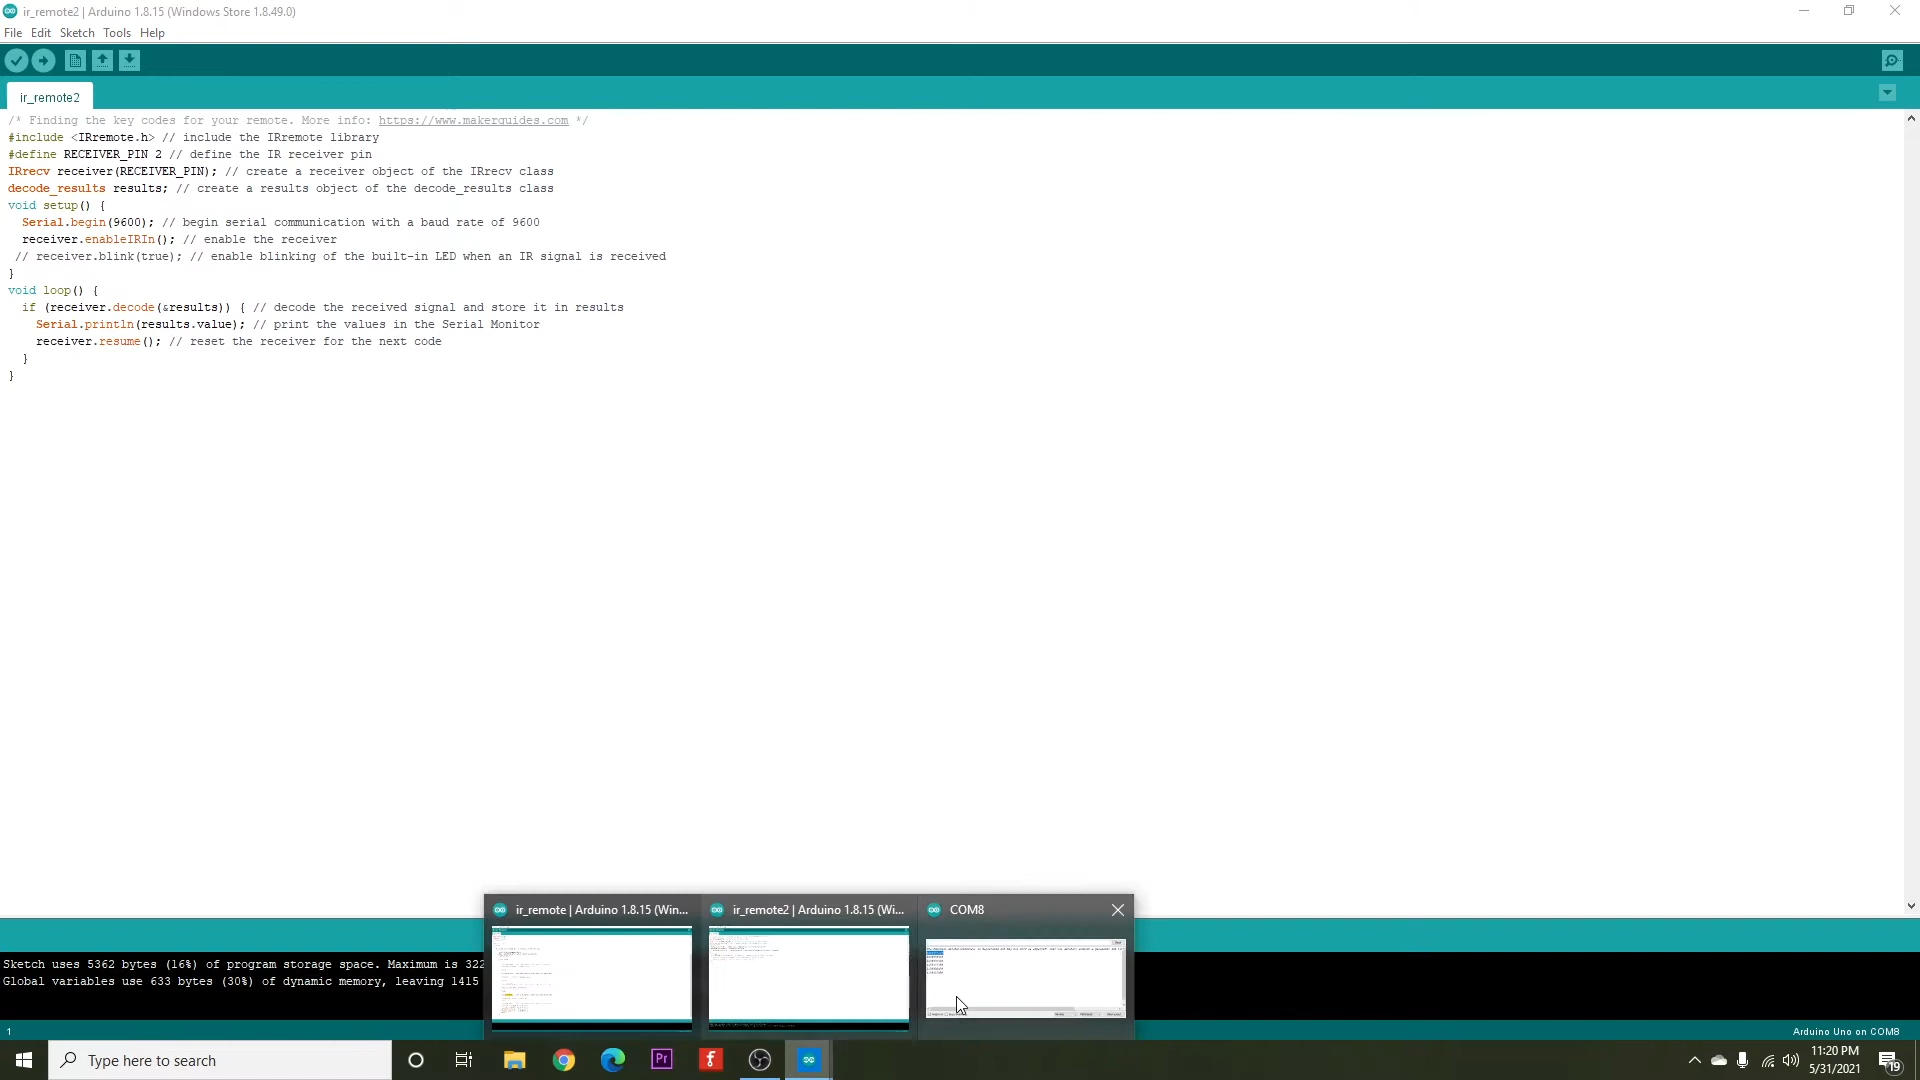 ir_remote2 | Arduino 1.8.15 (Windows Store 1.8.49.0)
File Edit Sketch Tools Help
ir_remote2
/* Finding the key codes for your remote. More info: https://www.makerguides.com */
#include <IRremote.h> // include the IRremote library
#define RECEIVER_PIN 2 // define the IR receiver pin
IRrecv receiver(RECEIVER_PIN); // create a receiver object of the IRrecv class
decode_results results; // create a results object of the decode_results class
void setup() {
  Serial.begin(9600); // begin serial communication with a baud rate of 9600
  receiver.enableIRIn(); // enable the receiver
 // receiver.blink(true); // enable blinking of the built-in LED when an IR signal is received
}
void loop() {
  if (receiver.decode(&results)) { // decode the received signal and store it in results
    Serial.println(results.value); // print the values in the Serial Monitor
    receiver.resume(); // reset the receiver for the next code
  }
}
ir_remote | Arduino 1.8.15 (Win... ir_remote2 | Arduino 1.8.15 (Wi... COM8
Sketch uses 5362 bytes (16%) of program storage space. Maximum is 322
Global variables use 633 bytes (30%) of dynamic memory, leaving 1415
1
Arduino Uno on COM8
Type here to search
Pr
11:20 PM
5/31/2021
19